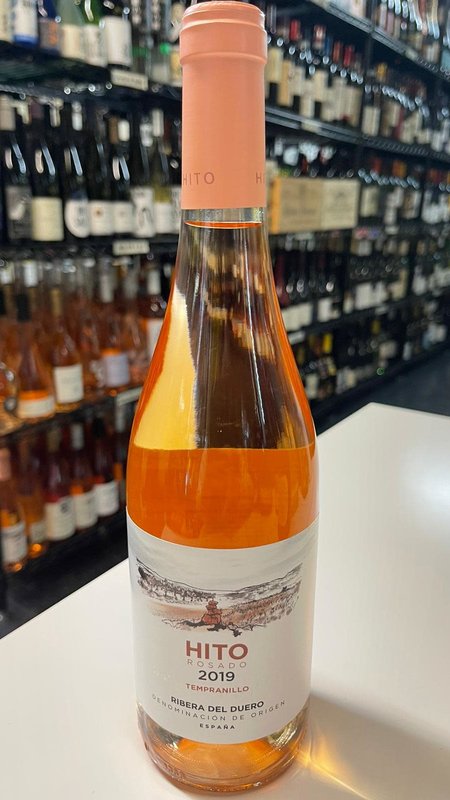 HITO
HITO
ROSADO
2019
TEMPRANILLO
RIBERA DEL DUERO
DENOMINACIÓN DE ORIGEN
ESPAÑA